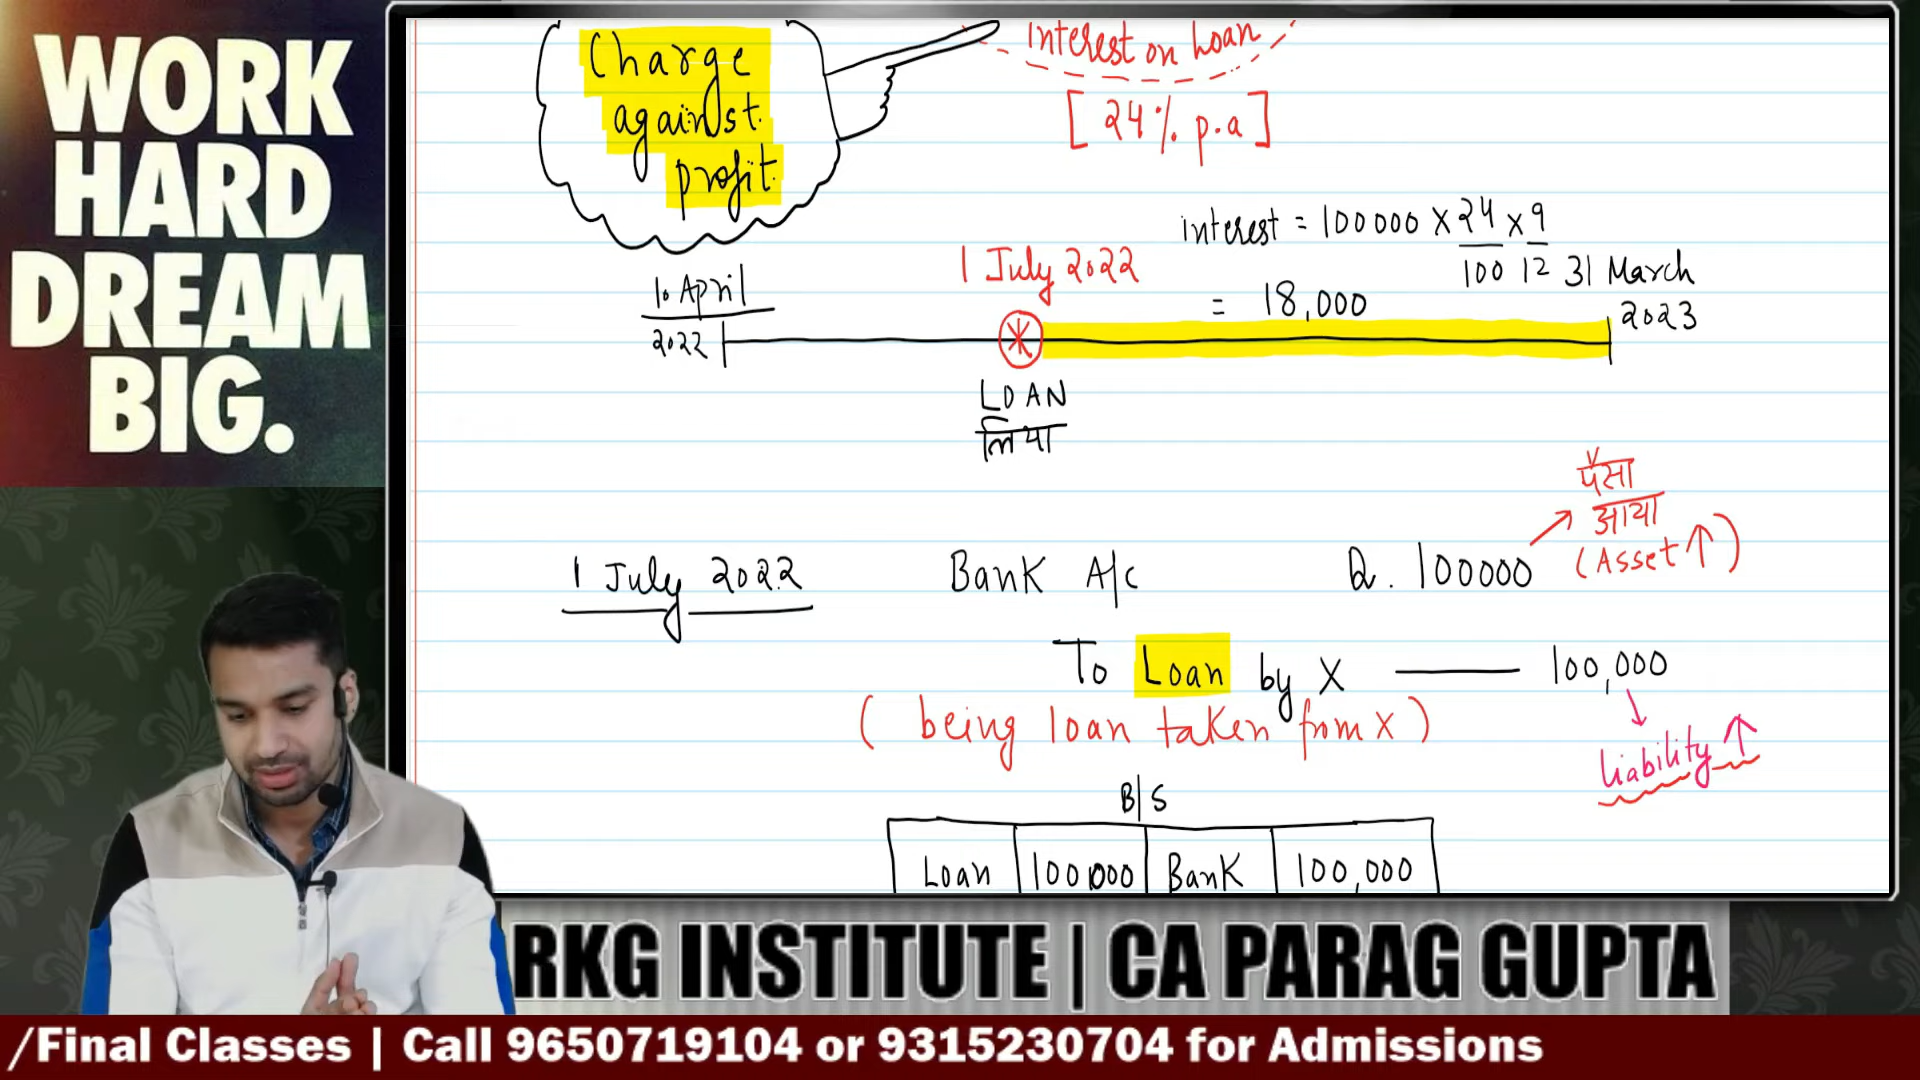 WORK
HARD
DREAM
BIG.
Charge
against
profit
interest on Loan
[ 24% p.a ]
interest = 100000 X 24 x 9
100 12
= 18,000
1 July 2022
1. April
2022
31 March
2023
LOAN
लिया
पैसा
आया
(Asset ↑)
1 July 2022 Bank A/c D. 100000
To Loan by X —— 100,000
( being loan taken from X )
liability ↑
B/S
Loan 100000 Bank 100,000
RKG INSTITUTE | CA PARAG GUPTA
/Final Classes | Call 9650719104 or 9315230704 for Admissions